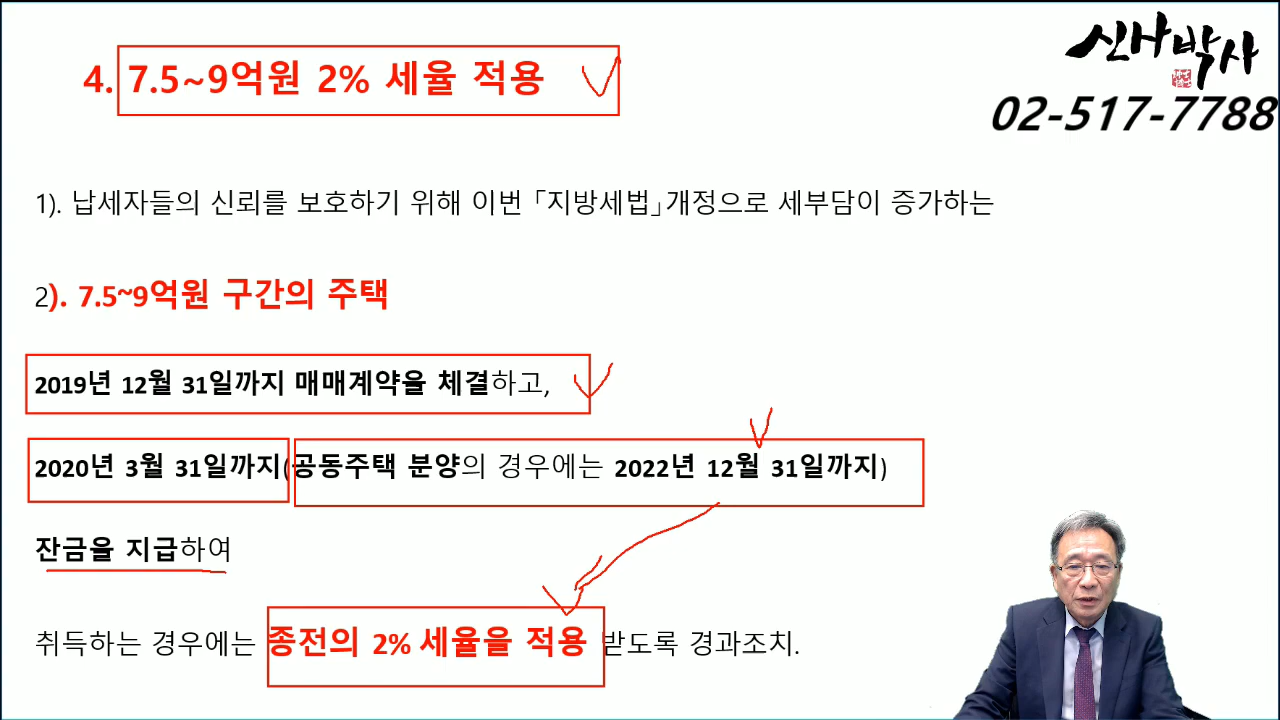 신사박사
02-517-7788
4. 7.5~9억원 2% 세율 적용
1). 납세자들의 신뢰를 보호하기 위해 이번 「지방세법」개정으로 세부담이 증가하는
2). 7.5~9억원 구간의 주택
2019년 12월 31일까지 매매계약을 체결하고,
2020년 3월 31일까지(공동주택 분양의 경우에는 2022년 12월 31일까지)
잔금을 지급하여
취득하는 경우에는 종전의 2% 세율을 적용 받도록 경과조치.